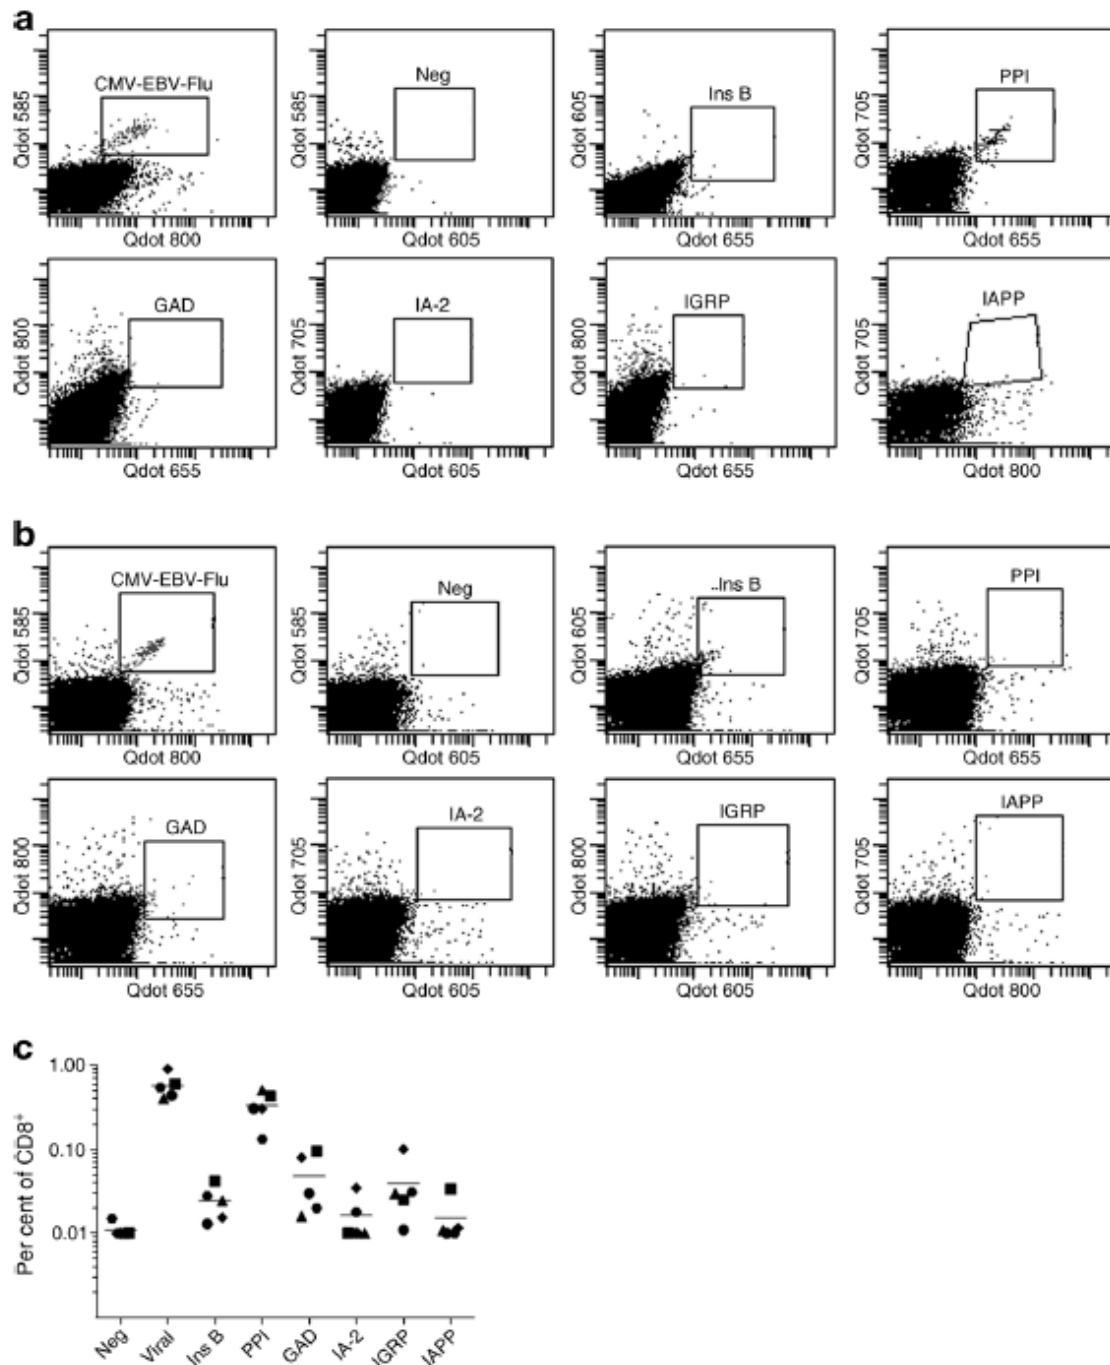 a
CMV-EBV-Flu
Qdot 585
Qdot 800
Neg
Qdot 585
Qdot 605
Ins B
Qdot 605
Qdot 655
PPI
Qdot 705
Qdot 655
GAD
Qdot 800
Qdot 655
IA-2
Qdot 705
Qdot 605
IGRP
Qdot 800
Qdot 655
IAPP
Qdot 705
Qdot 800
b
CMV-EBV-Flu
Qdot 585
Qdot 800
Neg
Qdot 585
Qdot 605
Ins B
Qdot 605
Qdot 655
PPI
Qdot 705
Qdot 655
GAD
Qdot 800
Qdot 655
IA-2
Qdot 705
Qdot 605
IGRP
Qdot 800
Qdot 605
IAPP
Qdot 705
Qdot 800
c
Per cent of CD8+
1.00
0.10
0.01
Neg
Viral
Ins B
PPI
GAD
IA-2
IGRP
IAPP